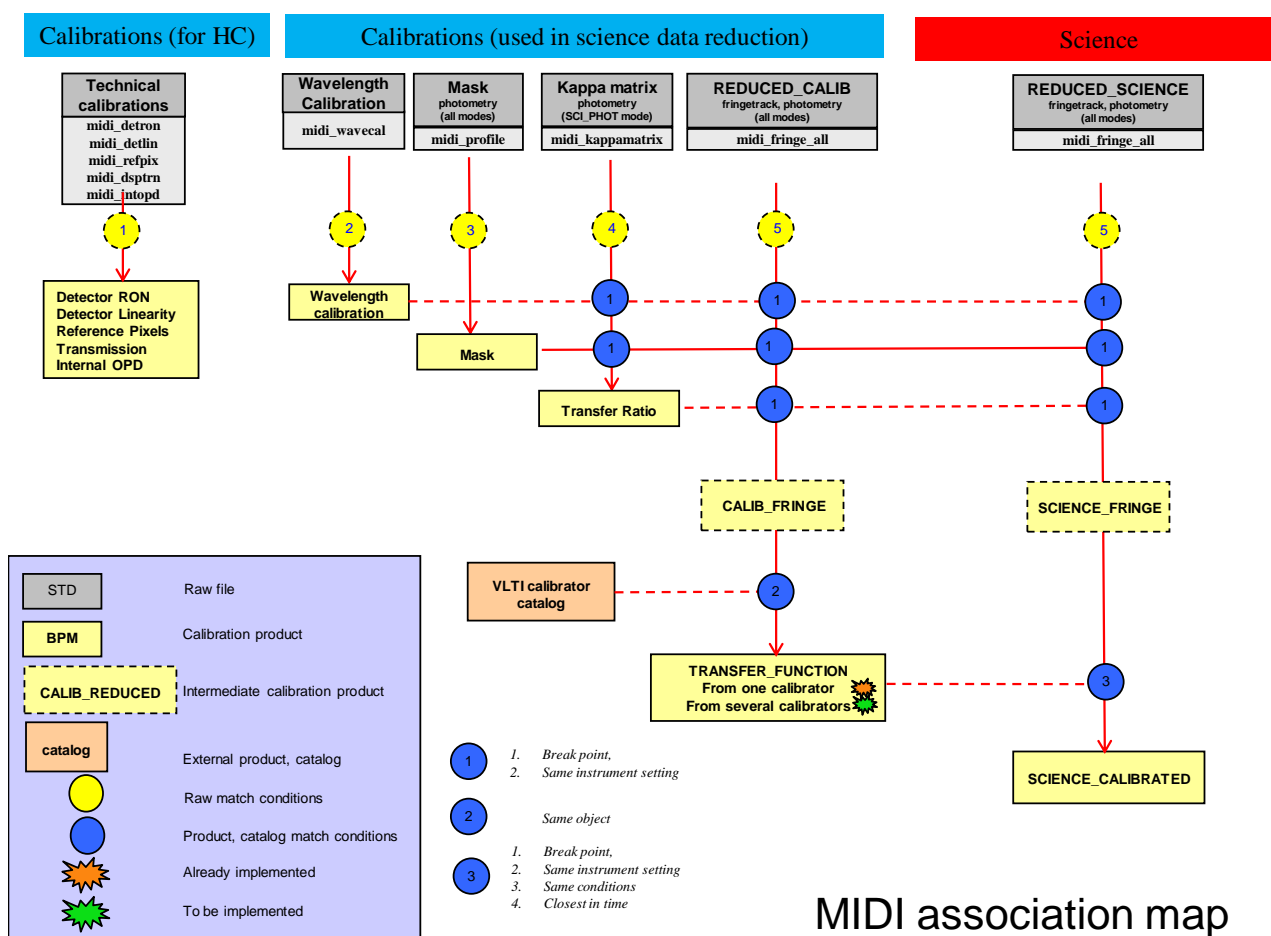 Calibrations (for HC)
Calibrations (used in science data reduction)
Science
Technical
calibrations
midi_detron
midi_detlin
midi_refpix
midi_dsptrn
midi_intopd
Wavelength
Calibration
midi_wavecal
Mask
photometry
(all modes)
midi_profile
Kappa matrix
photometry
(SCI_PHOT mode)
midi_kappamatrix
REDUCED_CALIB
fringetrack, photometry
(all modes)
midi_fringe_all
REDUCED_SCIENCE
fringetrack, photometry
(all modes)
midi_fringe_all
1
2
3
4
5
5
Detector RON
Detector Linearity
Reference Pixels
Transmission
Internal OPD
Wavelength
calibration
1
1
1
Mask
1
1
1
Transfer Ratio
1
1
CALIB_FRINGE
SCIENCE_FRINGE
VLTI calibrator
catalog
2
TRANSFER_FUNCTION
From one calibrator
From several calibrators
3
SCIENCE_CALIBRATED
STD
Raw file
BPM
Calibration product
CALIB_REDUCED
Intermediate calibration product
catalog
External product, catalog
Raw match conditions
Product, catalog match conditions
Already implemented
To be implemented
1
1. Break point,
2. Same instrument setting
2
Same object
3
1. Break point,
2. Same instrument setting
3. Same conditions
4. Closest in time
MIDI association map